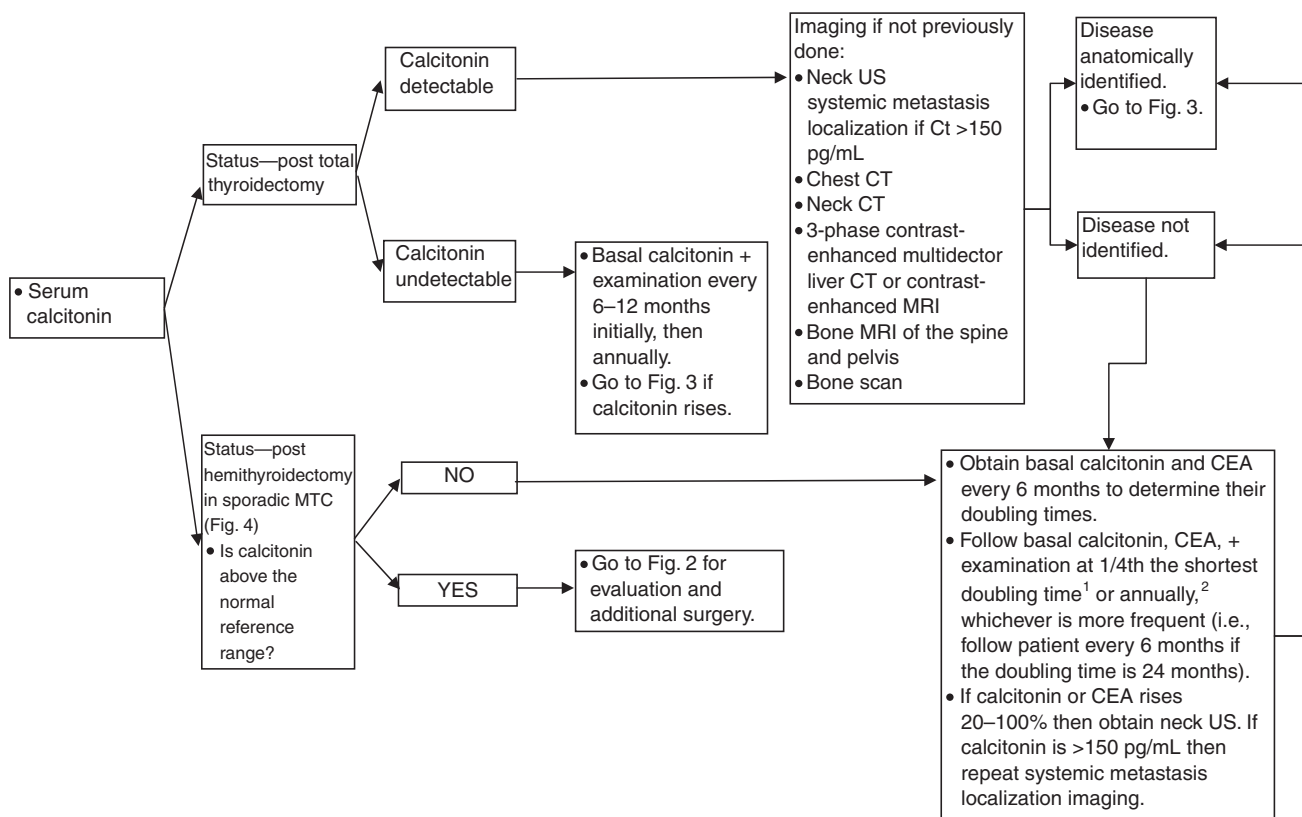 • Serum
calcitonin
Status—post total
thyroidectomy
Calcitonin
detectable
Calcitonin
undetectable
• Basal calcitonin +
examination every
6–12 months
initially, then
annually.
• Go to Fig. 3 if
calcitonin rises.
Imaging if not previously
done:
• Neck US
systemic metastasis
localization if Ct >150
pg/mL
• Chest CT
• Neck CT
• 3-phase contrast-
enhanced multidector
liver CT or contrast-
enhanced MRI
• Bone MRI of the spine
and pelvis
• Bone scan
Disease
anatomically
identified.
• Go to Fig. 3.
Disease not
identified.
Status—post
hemithyroidectomy
in sporadic MTC
(Fig. 4)
• Is calcitonin
above the
normal
reference
range?
NO
YES
• Go to Fig. 2 for
evaluation and
additional surgery.
• Obtain basal calcitonin and CEA
every 6 months to determine their
doubling times.
• Follow basal calcitonin, CEA, +
examination at 1/4th the shortest
doubling time¹ or annually,²
whichever is more frequent (i.e.,
follow patient every 6 months if
the doubling time is 24 months).
• If calcitonin or CEA rises
20–100% then obtain neck US. If
calcitonin is >150 pg/mL then
repeat systemic metastasis
localization imaging.